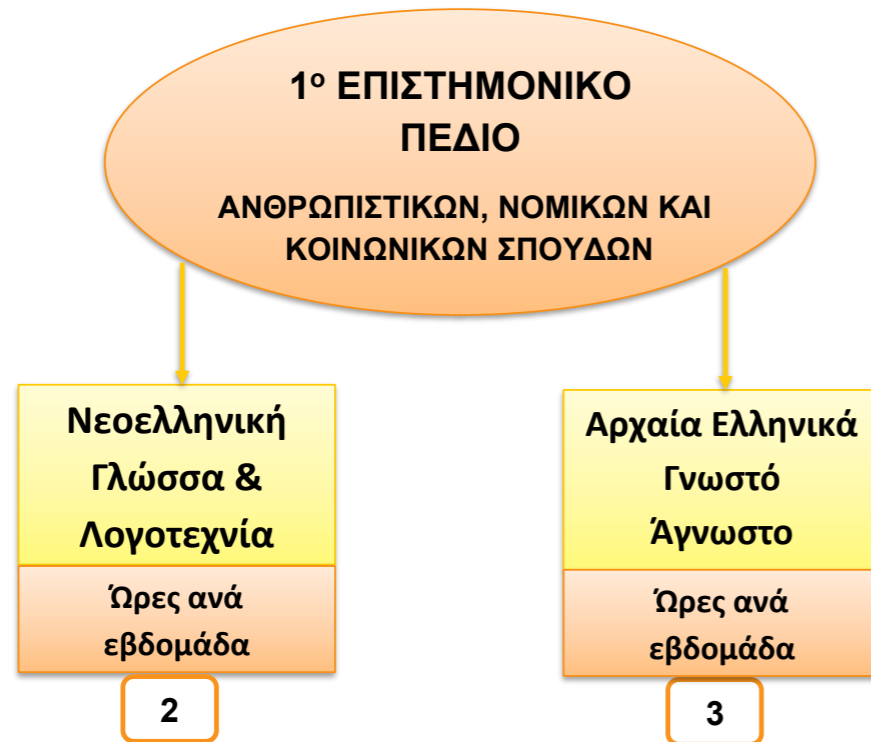 1ο ΕΠΙΣΤΗΜΟΝΙΚΟ
ΠΕΔΙΟ
ΑΝΘΡΩΠΙΣΤΙΚΩΝ, ΝΟΜΙΚΩΝ ΚΑΙ
ΚΟΙΝΩΝΙΚΩΝ ΣΠΟΥΔΩΝ
Νεοελληνική
Γλώσσα &
Λογοτεχνία
Ώρες ανά
εβδομάδα
2
Αρχαία Ελληνικά
Γνωστό
Άγνωστο
Ώρες ανά
εβδομάδα
3